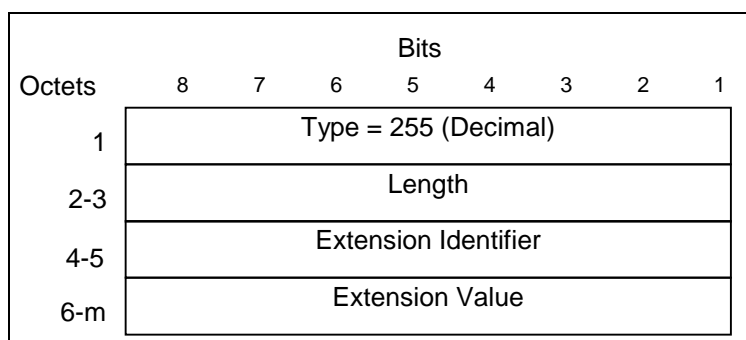 Bits
Octets 8 7 6 5 4 3 2 1
1 Type = 255 (Decimal)
2-3 Length
4-5 Extension Identifier
6-m Extension Value